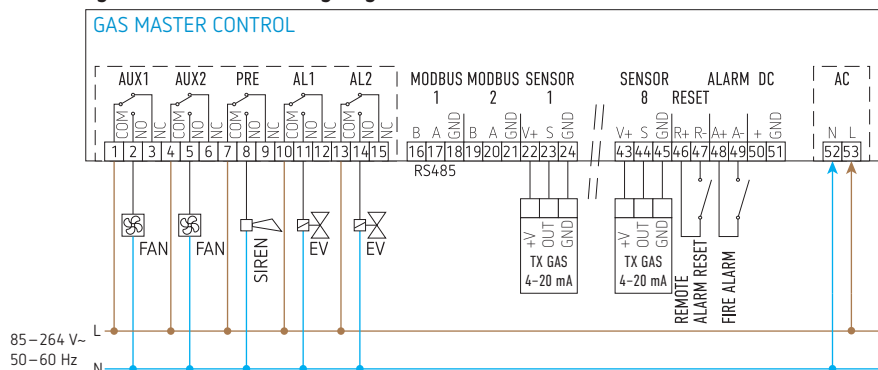 GAS MASTER CONTROL
AUX1 AUX2 PRE AL1 AL2 MODBUS MODBUS SENSOR SENSOR ALARM DC AC
1 2 1 8 RESET
COM NO NC COM NO NC COM NO NC COM NO NC COM NO NC B A GND B A GND V+ S GND V+ S GND R+ R- A+ A- + GND N L
1 2 3 4 5 6 7 8 9 10 11 12 13 14 15 16 17 18 19 20 21 22 23 24 43 44 45 46 47 48 49 50 51 52 53
RS485
FAN FAN SIREN EV EV
+V OUT GND +V OUT GND
TX GAS TX GAS
4–20 mA 4–20 mA
REMOTE
ALARM RESET
FIRE ALARM
85–264 V~ L
50–60 Hz N